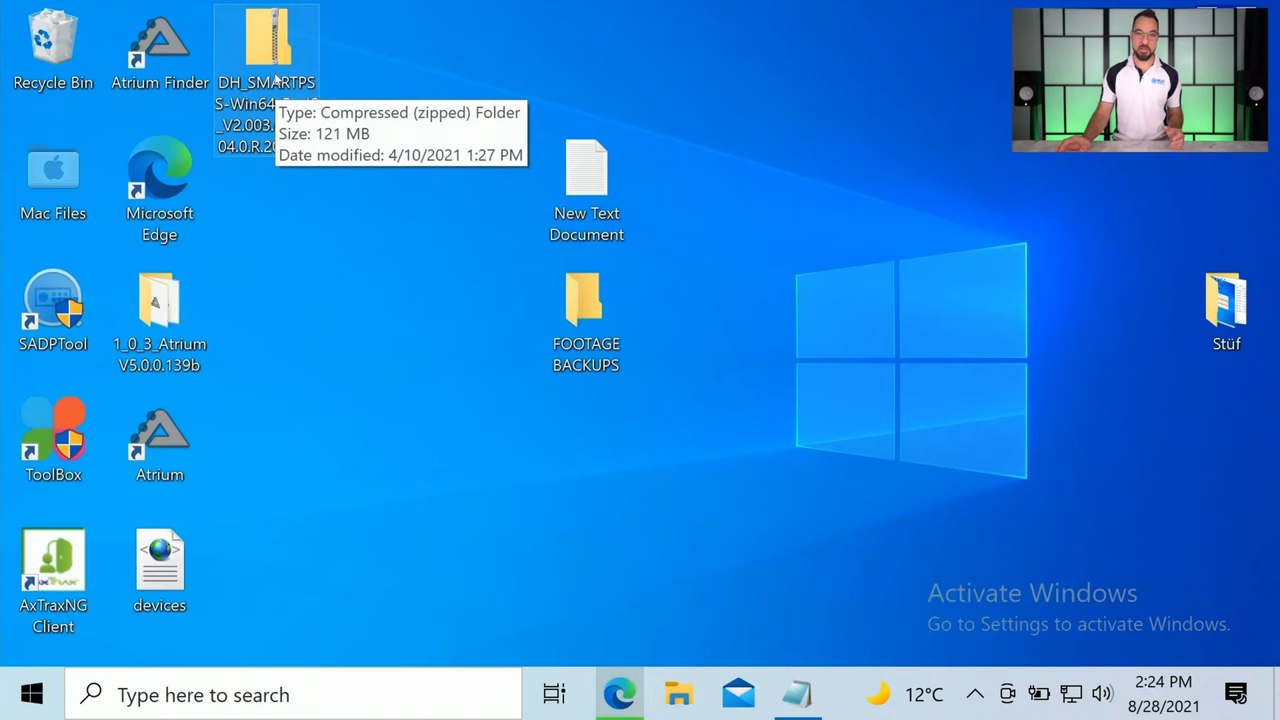 Recycle Bin
Atrium Finder
DH_SMARTPS
S-Win64
_V2.003.
04.0.R.20
Type: Compressed (zipped) Folder
Size: 121 MB
Date modified: 4/10/2021 1:27 PM
Mac Files
Microsoft
Edge
New Text
Document
SADPTool
1_0_3_Atrium
V5.0.0.139b
FOOTAGE
BACKUPS
Stüf
ToolBox
Atrium
AxTraxNG
Client
devices
Activate Windows
Go to Settings to activate Windows.
Type here to search
12°C
2:24 PM
8/28/2021